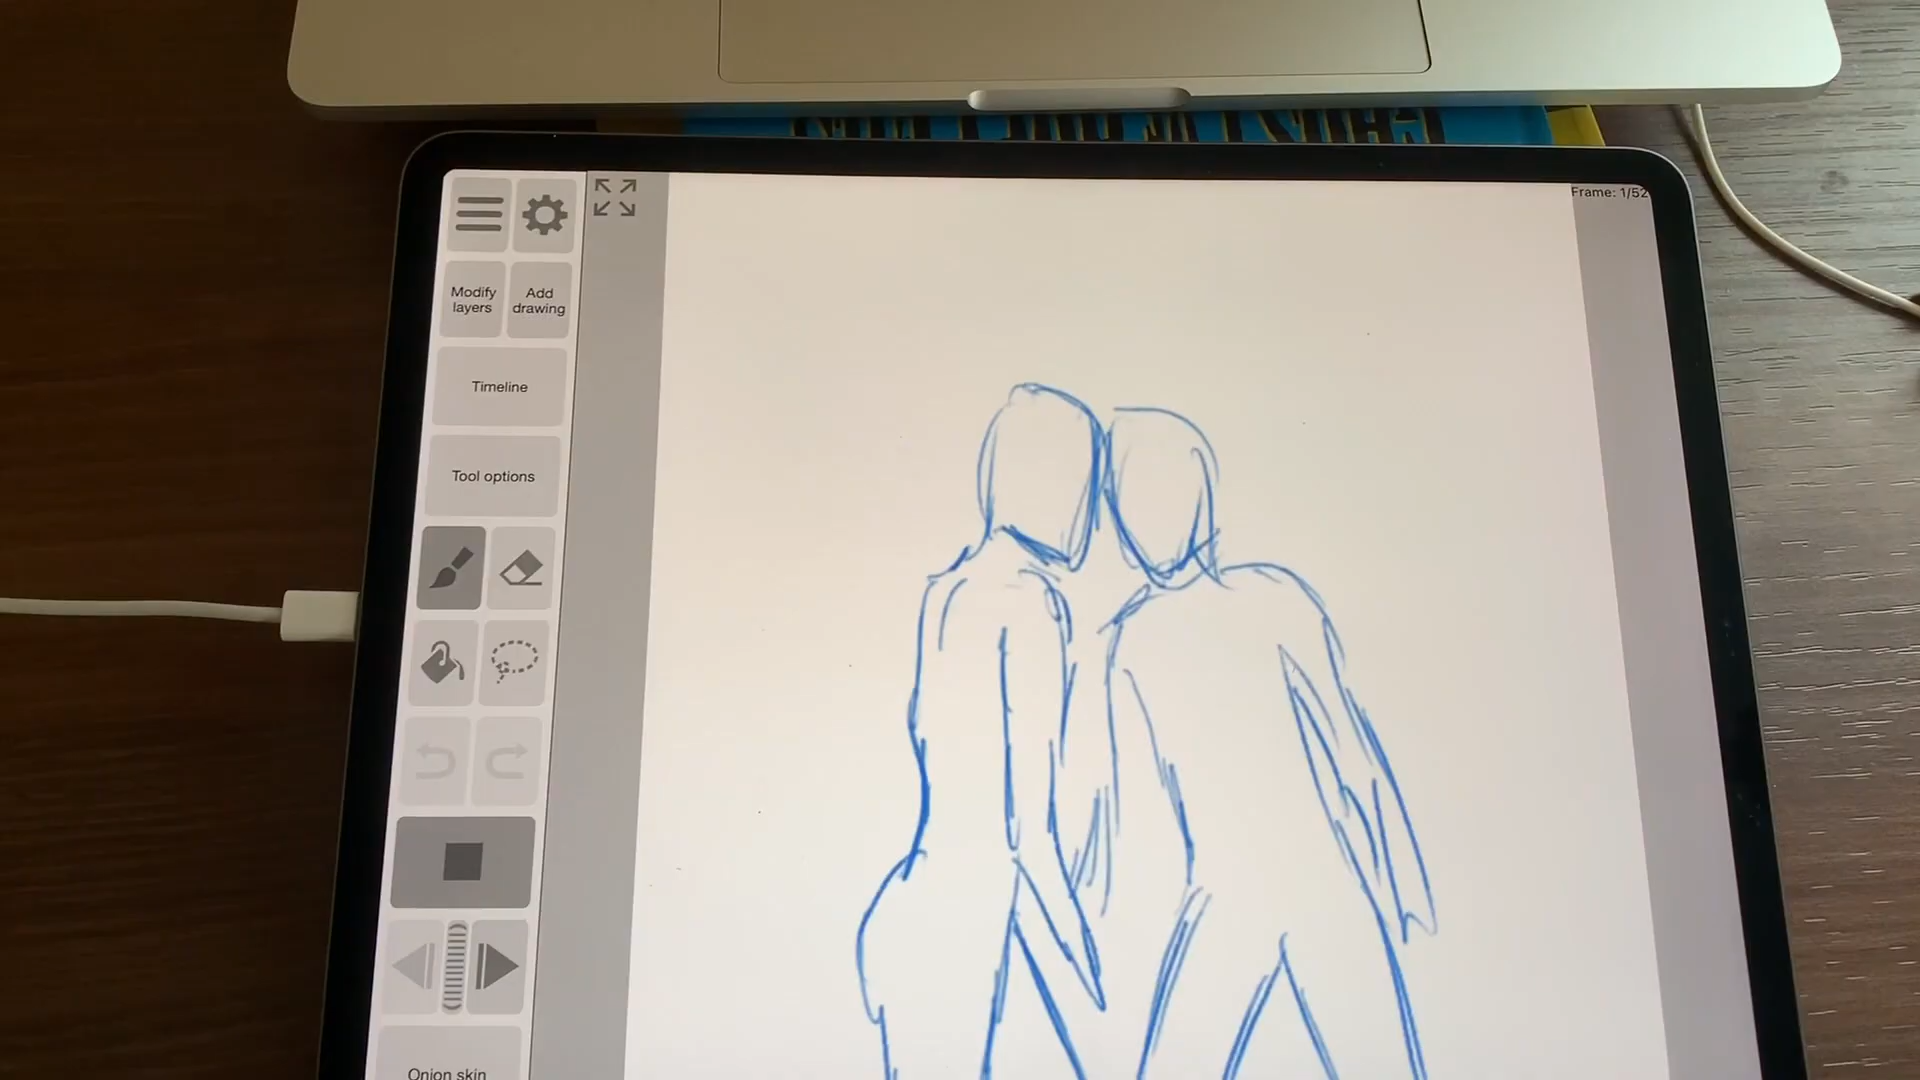 Frame: 1/52
Modify
layers
Add
drawing
Timeline
Tool options
Onion skin